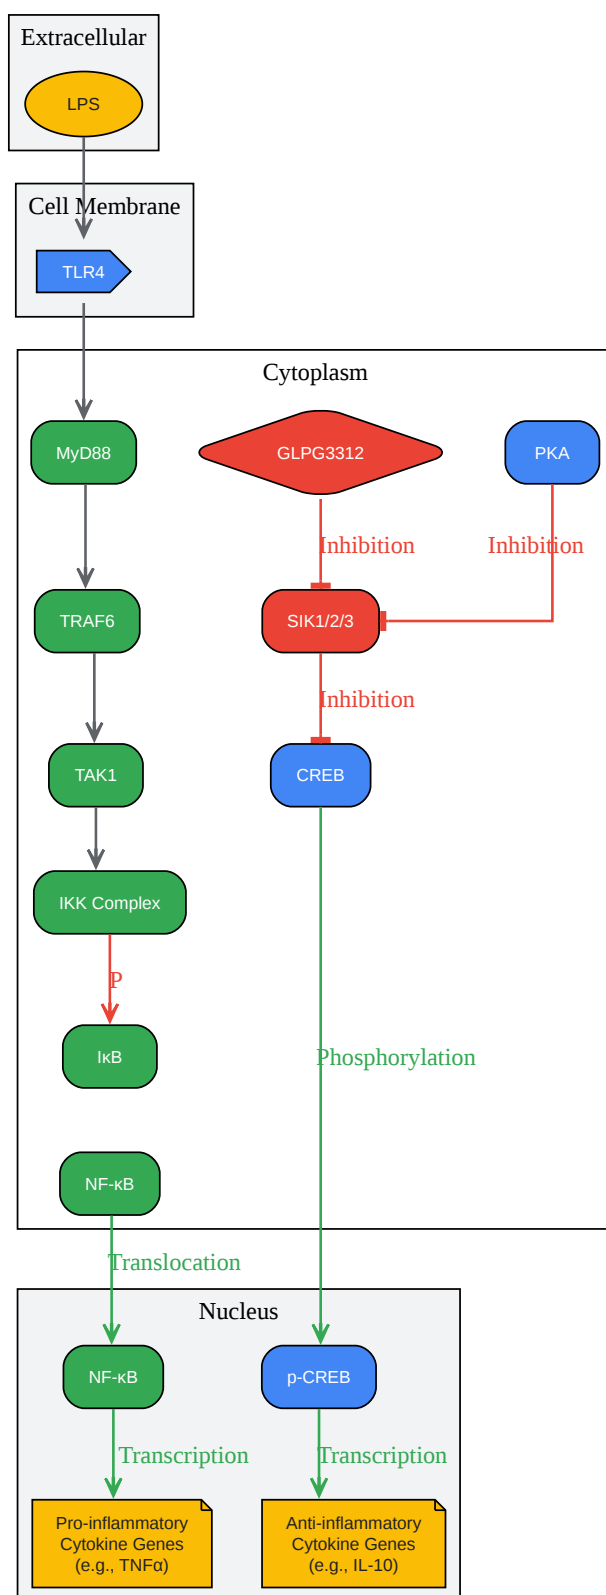 Extracellular
LPS
Cell Membrane
TLR4
Cytoplasm
MyD88
GLPG3312
PKA
Inhibition
Inhibition
TRAF6
SIK1/2/3
Inhibition
TAK1
CREB
IKK Complex
P
IκB
Phosphorylation
NF-κB
Translocation
Nucleus
NF-κB
p-CREB
Transcription
Transcription
Pro-inflammatory
Cytokine Genes
(e.g., TNFα)
Anti-inflammatory
Cytokine Genes
(e.g., IL-10)